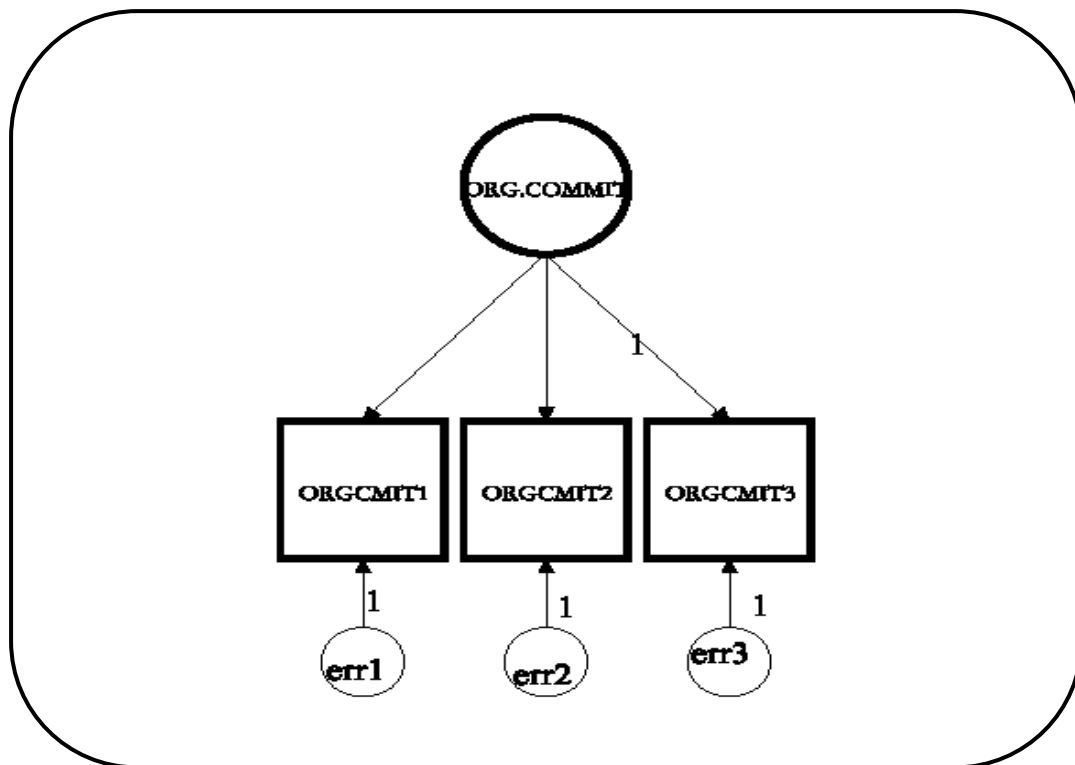 ORG.COMMIT
1
ORGCMIT1 ORGCMIT2 ORGCMIT3
1 1 1
err1 err2 err3